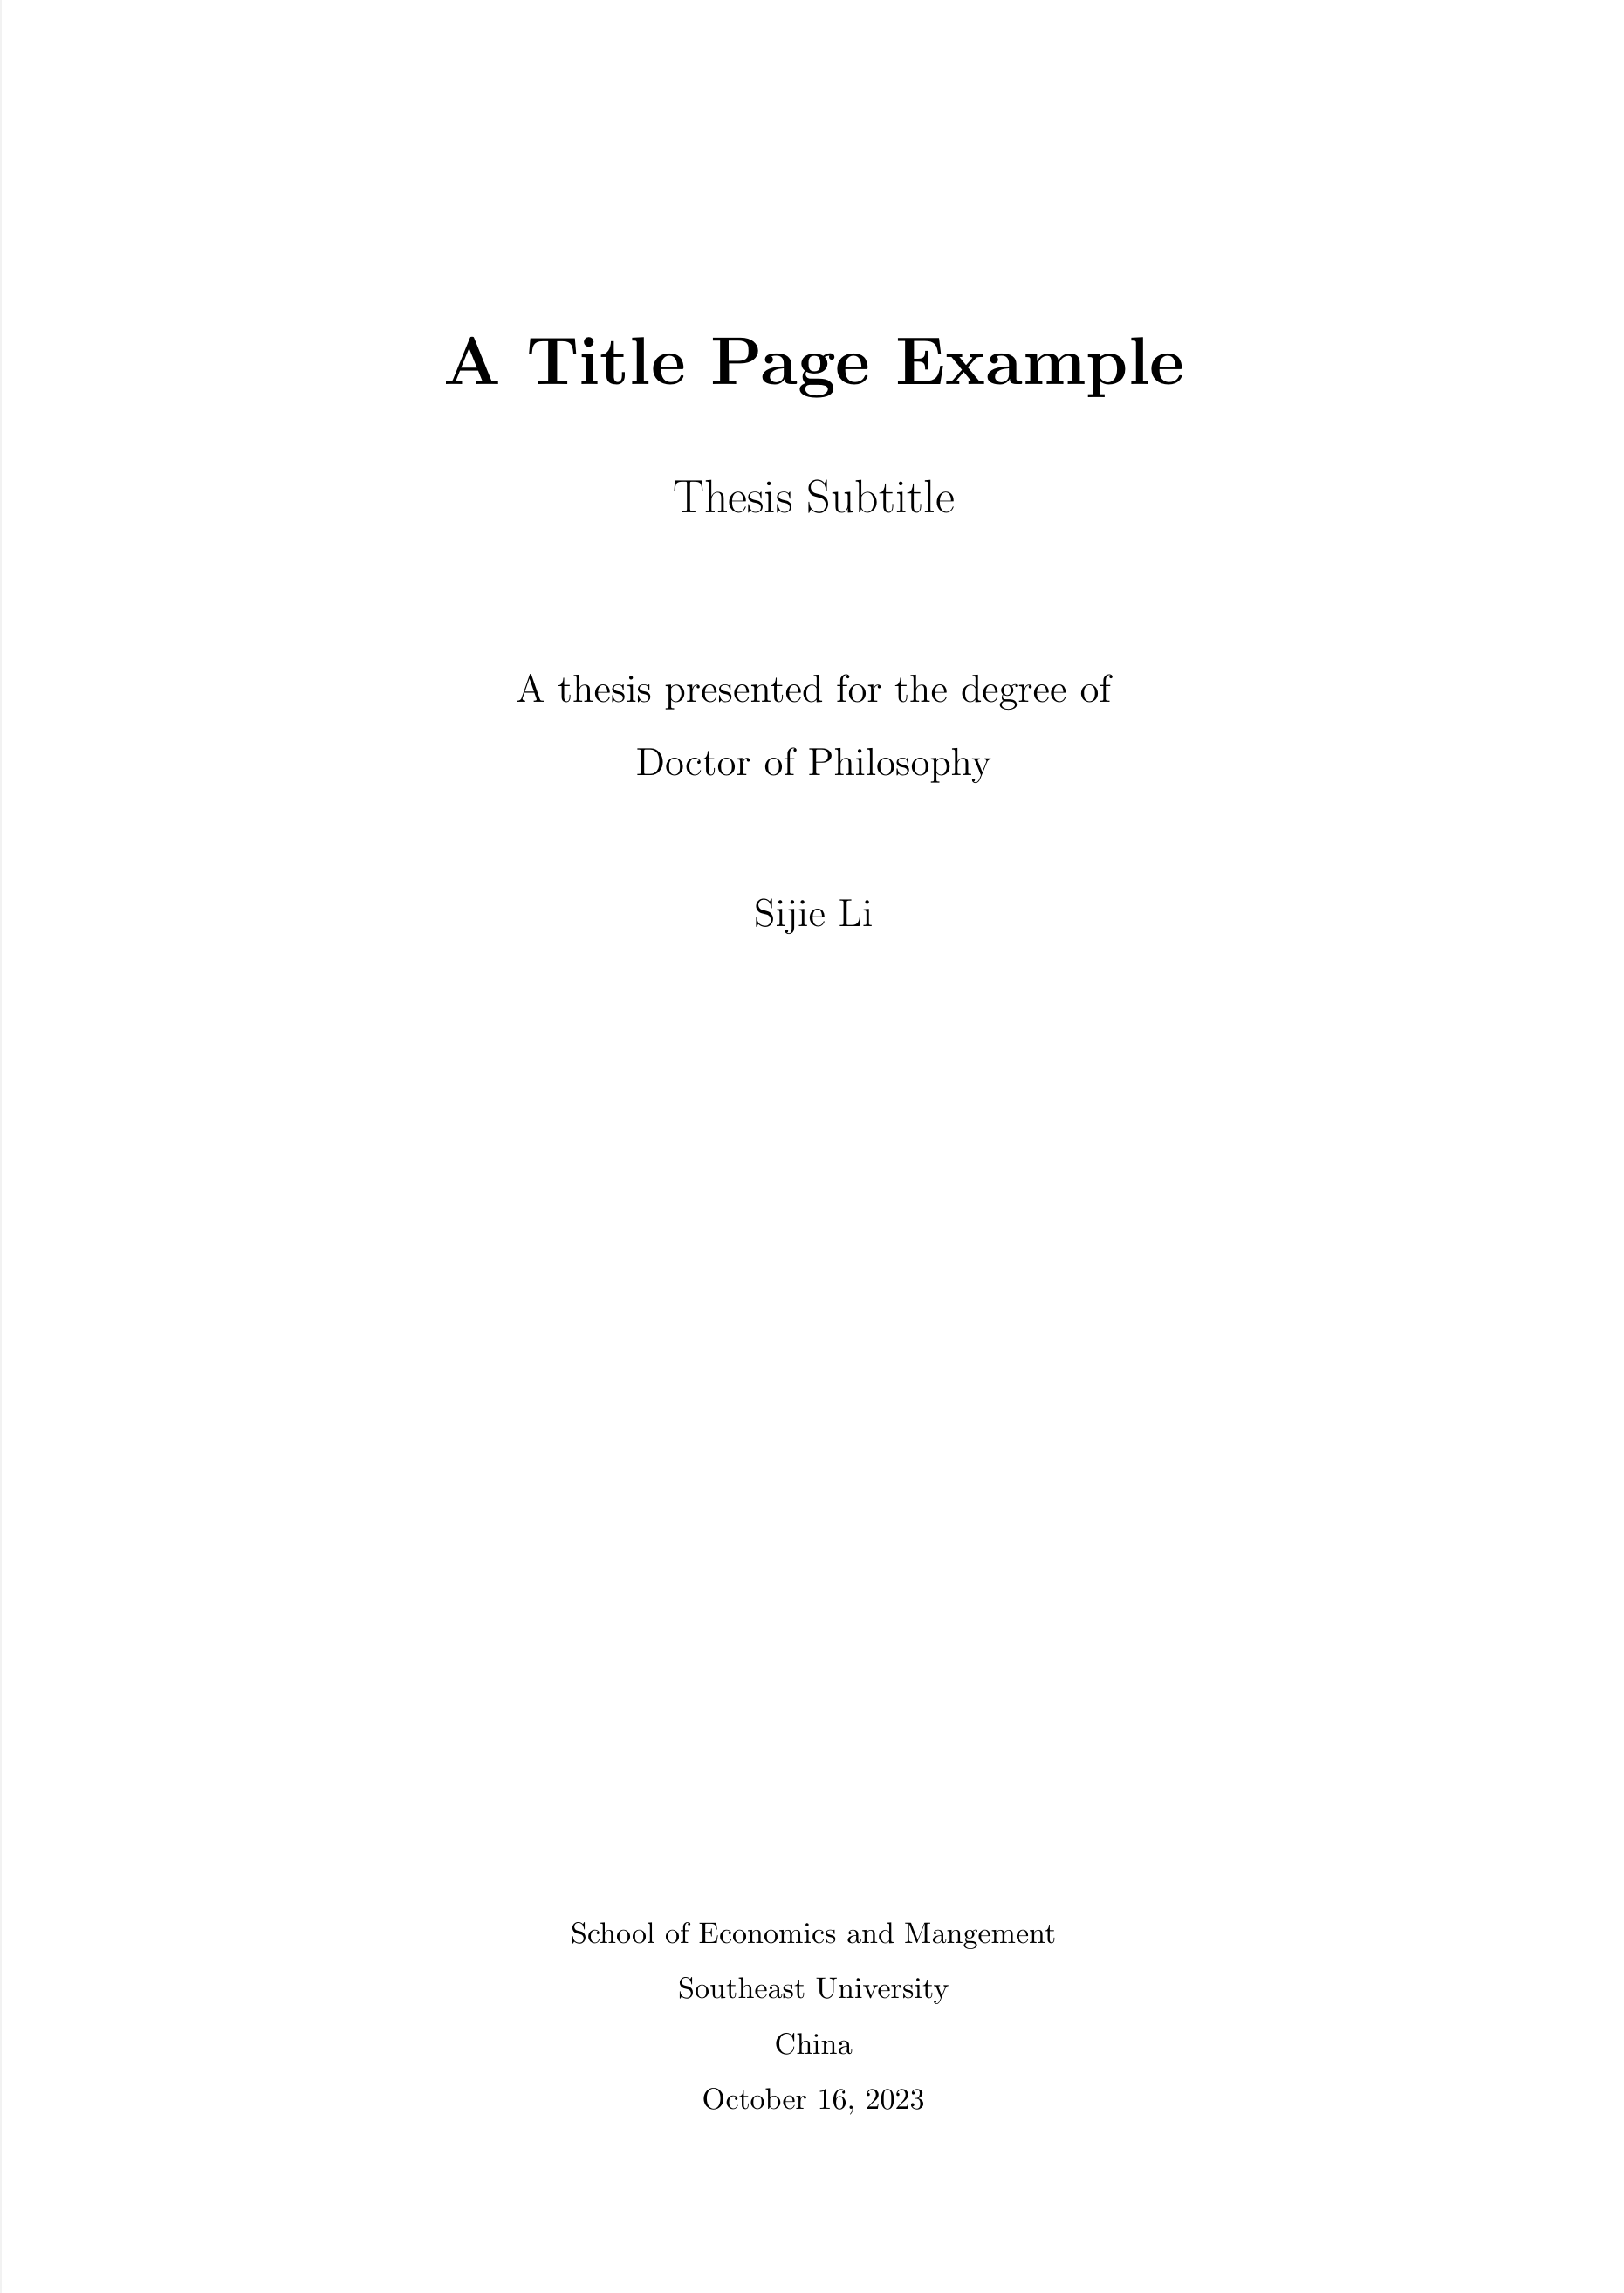 A Title Page Example
Thesis Subtitle
A thesis presented for the degree of
Doctor of Philosophy
Sijie Li
School of Economics and Mangement
Southeast University
China
October 16, 2023